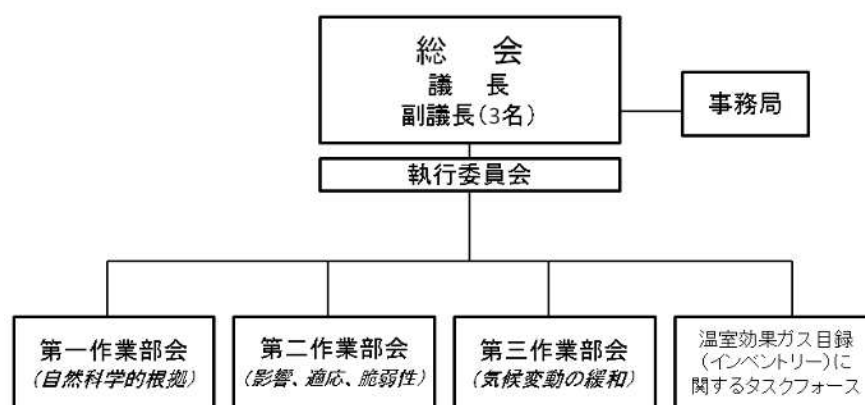 総　会
議　長
副議長(3名)
事務局
執行委員会
第一作業部会
(自然科学的根拠)
第二作業部会
(影響、適応、脆弱性)
第三作業部会
(気候変動の緩和)
温室効果ガス目録
(インベントリー)に
関するタスクフォース